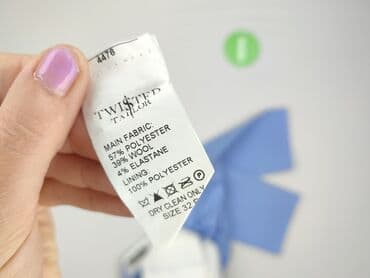 4476
TWISTED
TAILOR
MAIN FABRIC:
57% POLYESTER
39% WOOL
4% ELASTANE
LINING:
100% POLYESTER
DRY CLEAN ONLY
SIZE 32